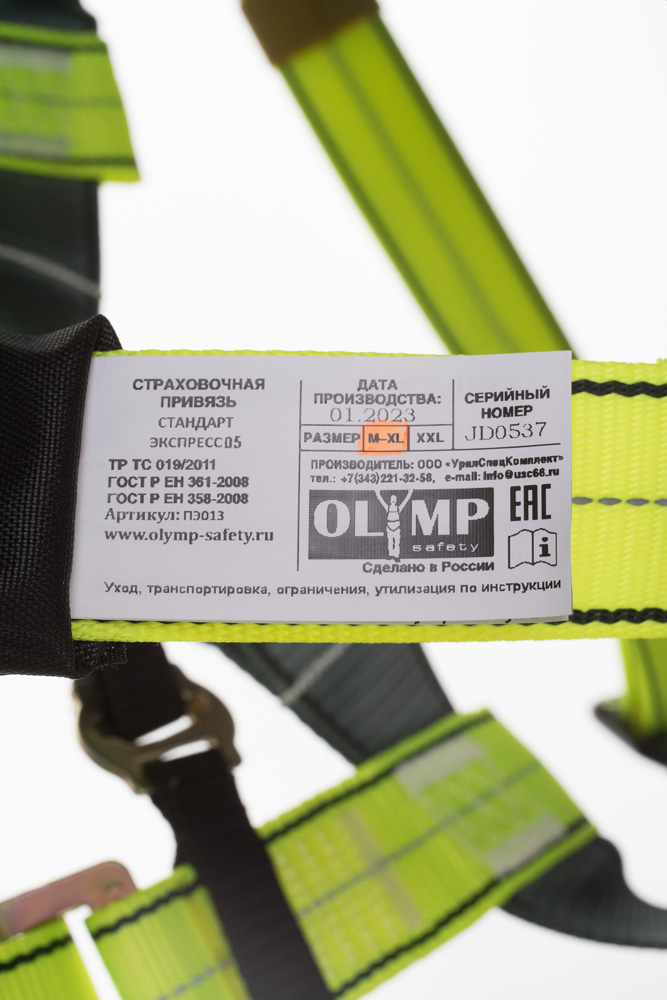 СТРАХОВОЧНАЯ
ПРИВЯЗЬ
СТАНДАРТ
ЭКСПРЕСС 05
ТР ТС 019/2011
ГОСТ Р ЕН 361-2008
ГОСТ Р ЕН 358-2008
Артикул: ПЭ013
www.olymp-safety.ru
ДАТА
ПРОИЗВОДСТВА:
01.2023
РАЗМЕР M–XL XXL
СЕРИЙНЫЙ
НОМЕР
JD0537
ПРОИЗВОДИТЕЛЬ: ООО «УралСпецКомплект»
тел.: +7(343)221-32-58, e-mail: info@usc66.ru
OLYMP
safety
EAC
i
Сделано в России
Уход, транспортировка, ограничения, утилизация по инструкции